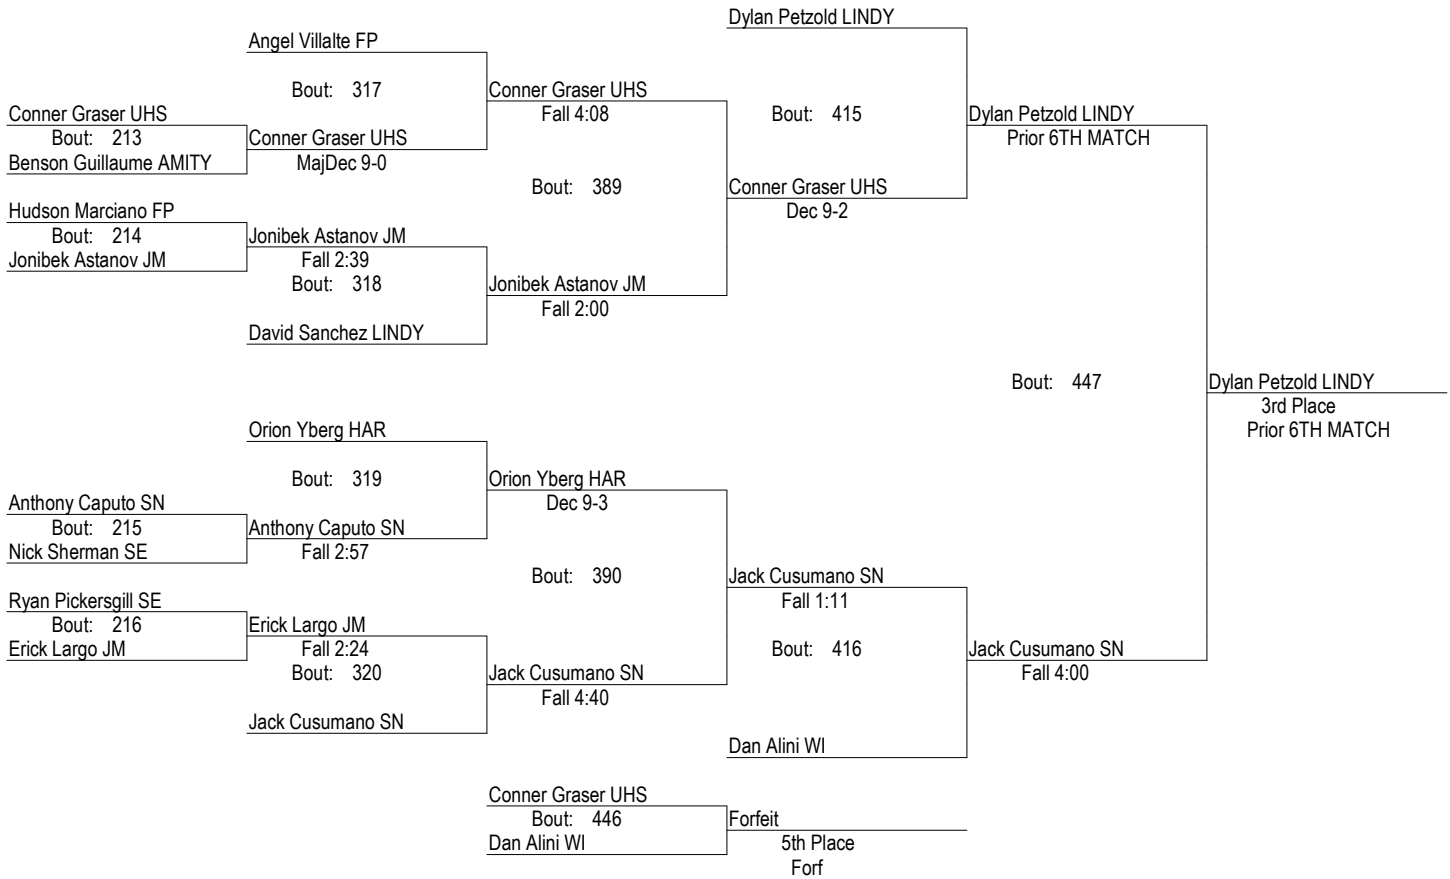 Dylan Petzold LINDY
Angel Villalte FP
Bout: 317
Conner Graser UHS
Fall 4:08
Bout: 415
Dylan Petzold LINDY
Prior 6TH MATCH
Conner Graser UHS
Bout: 213
Benson Guillaume AMITY
Conner Graser UHS
MajDec 9-0
Bout: 389
Conner Graser UHS
Dec 9-2
Hudson Marciano FP
Bout: 214
Jonibek Astanov JM
Jonibek Astanov JM
Fall 2:39
Bout: 318
Jonibek Astanov JM
Fall 2:00
David Sanchez LINDY
Bout: 447
Dylan Petzold LINDY
3rd Place
Prior 6TH MATCH
Orion Yberg HAR
Bout: 319
Orion Yberg HAR
Dec 9-3
Anthony Caputo SN
Bout: 215
Nick Sherman SE
Anthony Caputo SN
Fall 2:57
Bout: 390
Jack Cusumano SN
Fall 1:11
Ryan Pickersgill SE
Bout: 216
Erick Largo JM
Erick Largo JM
Fall 2:24
Bout: 320
Jack Cusumano SN
Fall 4:40
Bout: 416
Jack Cusumano SN
Fall 4:00
Jack Cusumano SN
Dan Alini WI
Conner Graser UHS
Bout: 446
Dan Alini WI
Forfeit
5th Place
Forf